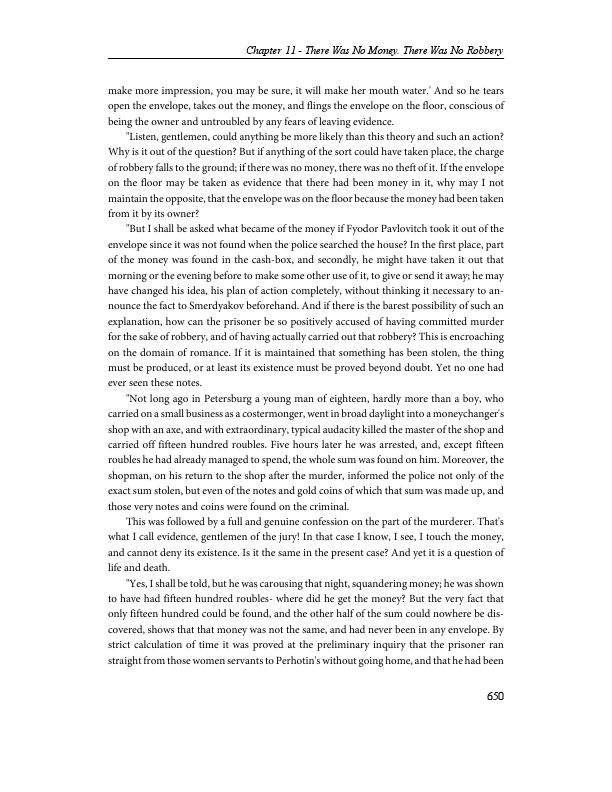 Chapter 11 - There Was No Money. There Was No Robbery
make more impression, you may be sure, it will make her mouth water.' And so he tears
open the envelope, takes out the money, and flings the envelope on the floor, conscious of
being the owner and untroubled by any fears of leaving evidence.
"Listen, gentlemen, could anything be more likely than this theory and such an action?
Why is it out of the question? But if anything of the sort could have taken place, the charge
of robbery falls to the ground; if there was no money, there was no theft of it. If the envelope
on the floor may be taken as evidence that there had been money in it, why may I not
maintain the opposite, that the envelope was on the floor because the money had been taken
from it by its owner?
"But I shall be asked what became of the money if Fyodor Pavlovitch took it out of the
envelope since it was not found when the police searched the house? In the first place, part
of the money was found in the cash-box, and secondly, he might have taken it out that
morning or the evening before to make some other use of it, to give or send it away; he may
have changed his idea, his plan of action completely, without thinking it necessary to an-
nounce the fact to Smerdyakov beforehand. And if there is the barest possibility of such an
explanation, how can the prisoner be so positively accused of having committed murder
for the sake of robbery, and of having actually carried out that robbery? This is encroaching
on the domain of romance. If it is maintained that something has been stolen, the thing
must be produced, or at least its existence must be proved beyond doubt. Yet no one had
ever seen these notes.
"Not long ago in Petersburg a young man of eighteen, hardly more than a boy, who
carried on a small business as a costermonger, went in broad daylight into a moneychanger's
shop with an axe, and with extraordinary, typical audacity killed the master of the shop and
carried off fifteen hundred roubles. Five hours later he was arrested, and, except fifteen
roubles he had already managed to spend, the whole sum was found on him. Moreover, the
shopman, on his return to the shop after the murder, informed the police not only of the
exact sum stolen, but even of the notes and gold coins of which that sum was made up, and
those very notes and coins were found on the criminal.
This was followed by a full and genuine confession on the part of the murderer. That's
what I call evidence, gentlemen of the jury! In that case I know, I see, I touch the money,
and cannot deny its existence. Is it the same in the present case? And yet it is a question of
life and death.
"Yes, I shall be told, but he was carousing that night, squandering money; he was shown
to have had fifteen hundred roubles- where did he get the money? But the very fact that
only fifteen hundred could be found, and the other half of the sum could nowhere be dis-
covered, shows that that money was not the same, and had never been in any envelope. By
strict calculation of time it was proved at the preliminary inquiry that the prisoner ran
straight from those women servants to Perhotin's without going home, and that he had been
650